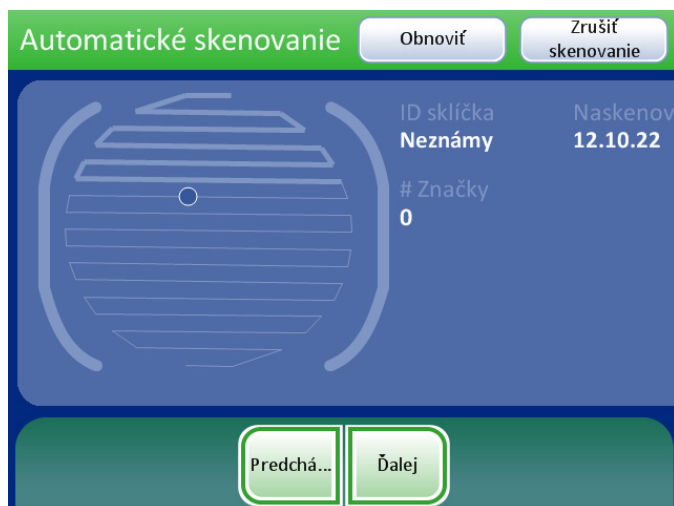 Automatické skenovanie
Obnoviť
Zrušiť
skenovanie
ID sklíčka
Naskenov
Neznámy
12.10.22
# Značky
0
Predchá...
Ďalej